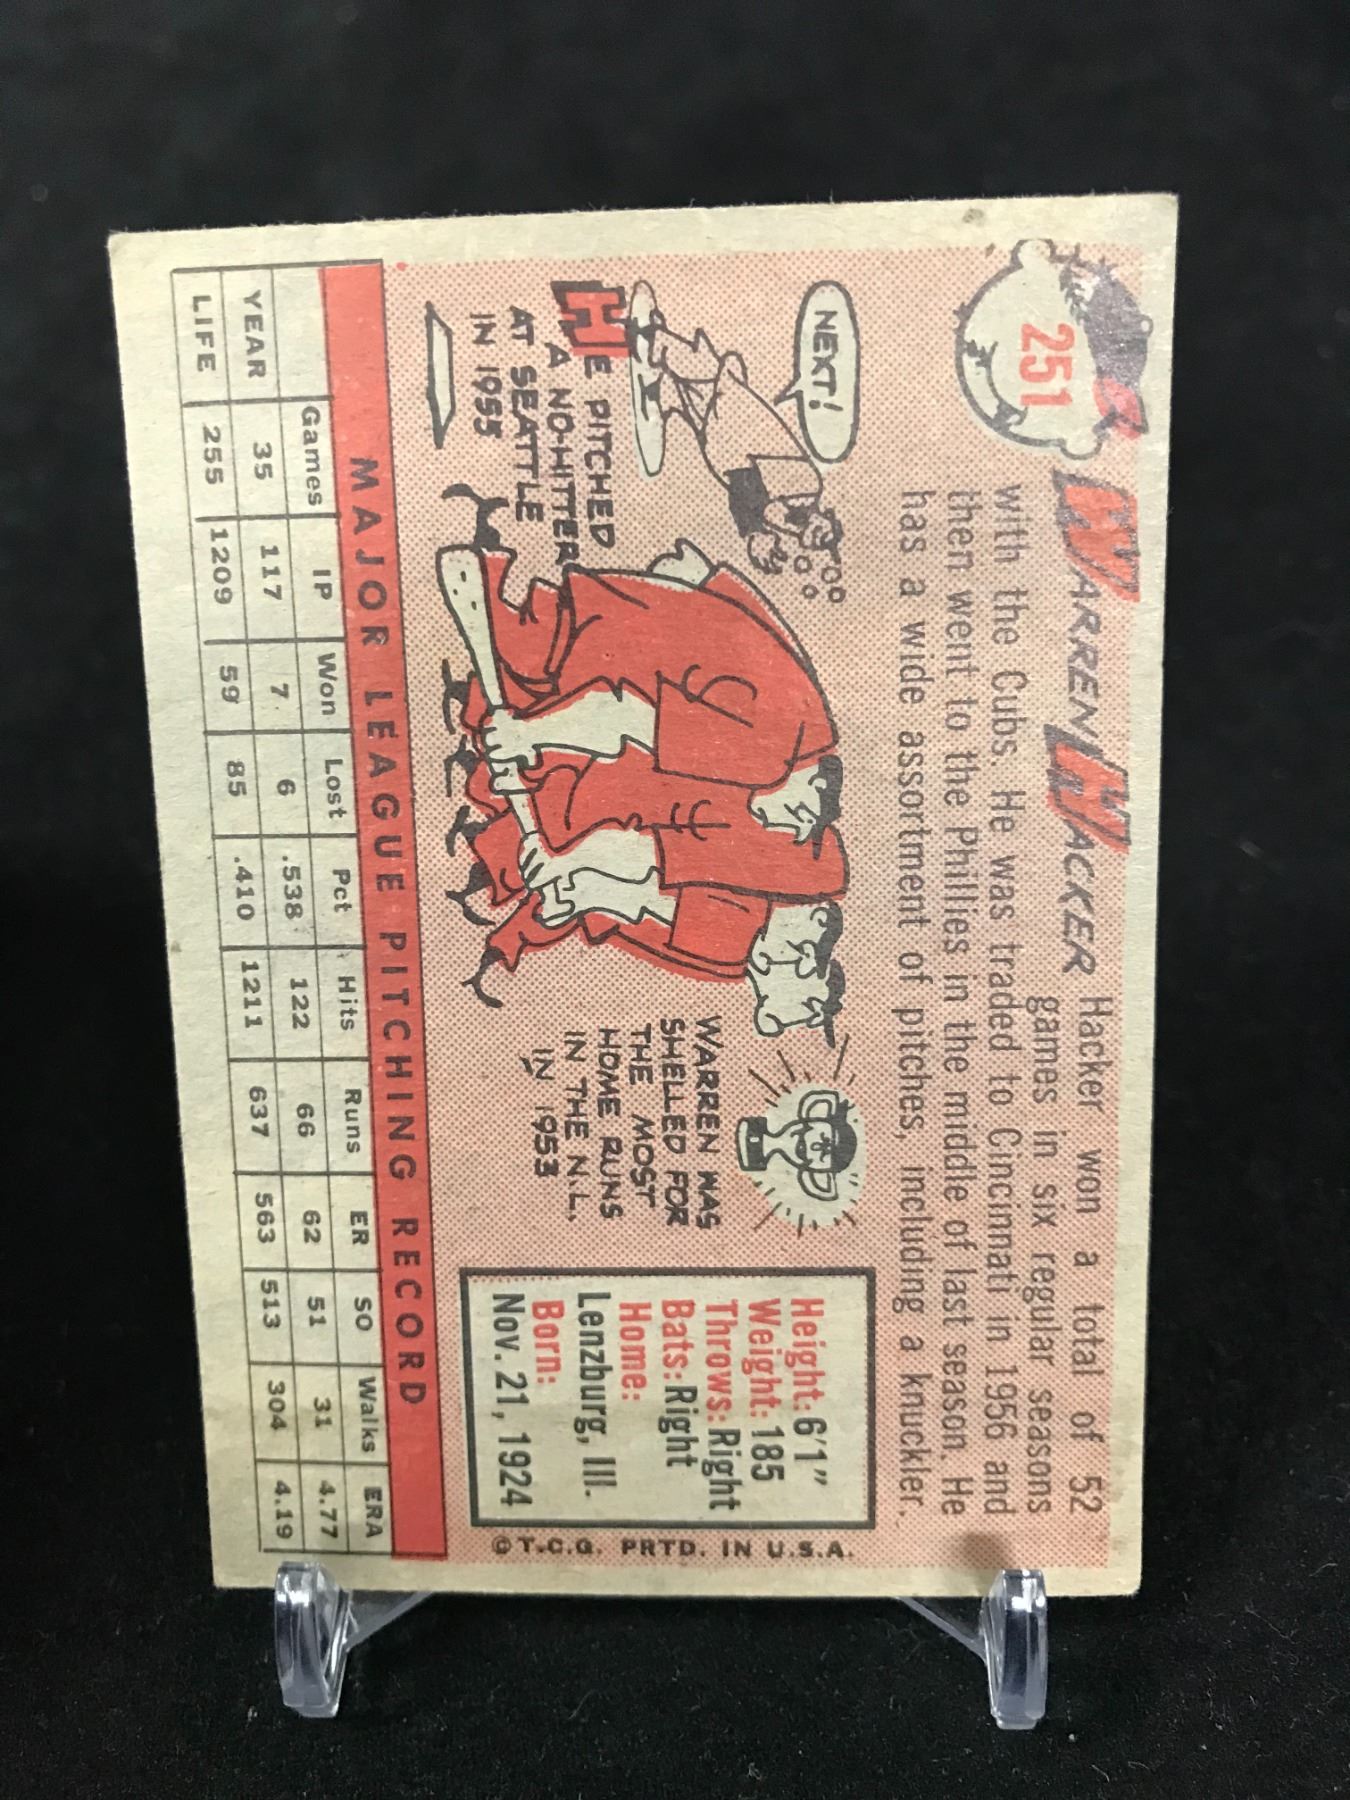 251
WARREN HACKER
Hacker won a total of 52
games in six regular seasons
with the Cubs. He was traded to Cincinnati in 1956 and
them went to the Phillies in the middle of last season. He
has a wide assortment of pitches, including a knuckler.
NEXT!
HE PITCHED
A NO-HITTER
AT SEATTLE
IN 1955
WARREN WAS
SHELLED FOR
THE MOST
HOME RUNS
IN THE N.L.
IN 1953
Height: 6'1"
Weight: 185
Throws: Right
Bats: Right
Home:
Lenzburg, Ill.
Born:
Nov. 21, 1924
©T.C.G. PRTD. IN U.S.A.
MAJOR LEAGUE PITCHING RECORD
Games IP Won Lost Pct Hits Runs ER SO Walks ERA
YEAR 35 117 7 6 .538 122 66 62 51 31 4.77
LIFE 255 1209 59 85 .410 1211 637 563 513 304 4.19